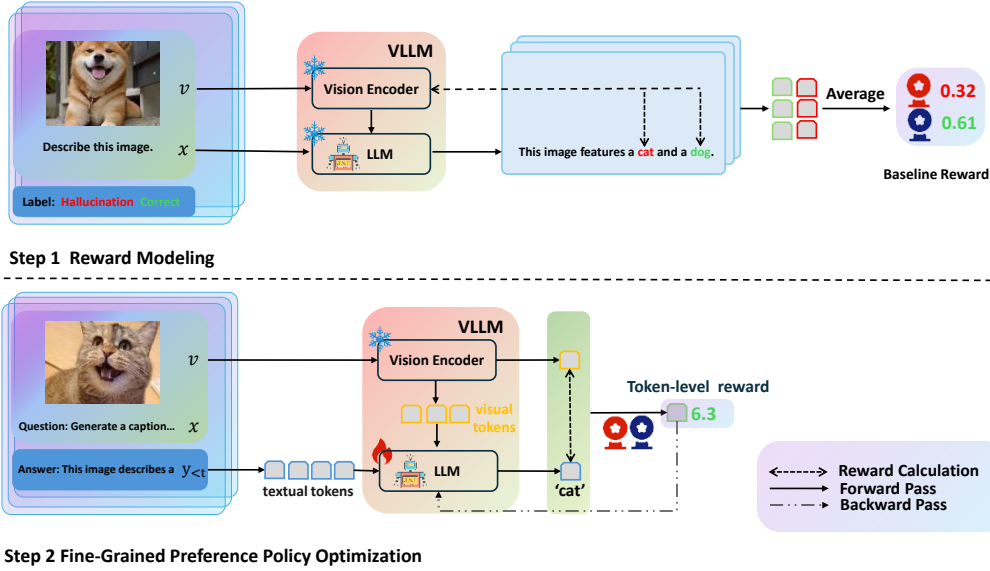 VLLM
v
Vision Encoder
Describe this image.
x
LLM
This image features a cat and a dog.
Average
0.32
0.61
Baseline Reward
Label: Hallucination Correct
Step 1 Reward Modeling
VLLM
v
Vision Encoder
Token-level reward
6.3
visual
tokens
Question: Generate a caption... x
Answer: This image describes a y<t
textual tokens
LLM
'cat'
Reward Calculation
Forward Pass
Backward Pass
Step 2 Fine-Grained Preference Policy Optimization